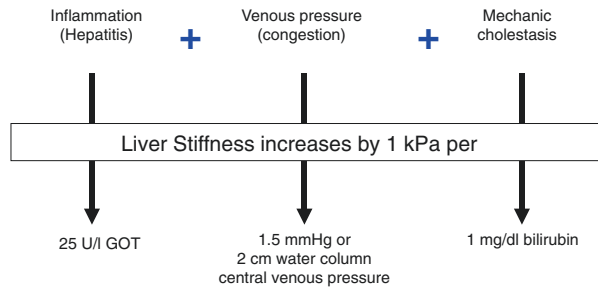 Inflammation
(Hepatitis)
+
Venous pressure
(congestion)
+
Mechanic
cholestasis
Liver Stiffness increases by 1 kPa per
25 U/l GOT
1.5 mmHg or
2 cm water column
central venous pressure
1 mg/dl bilirubin